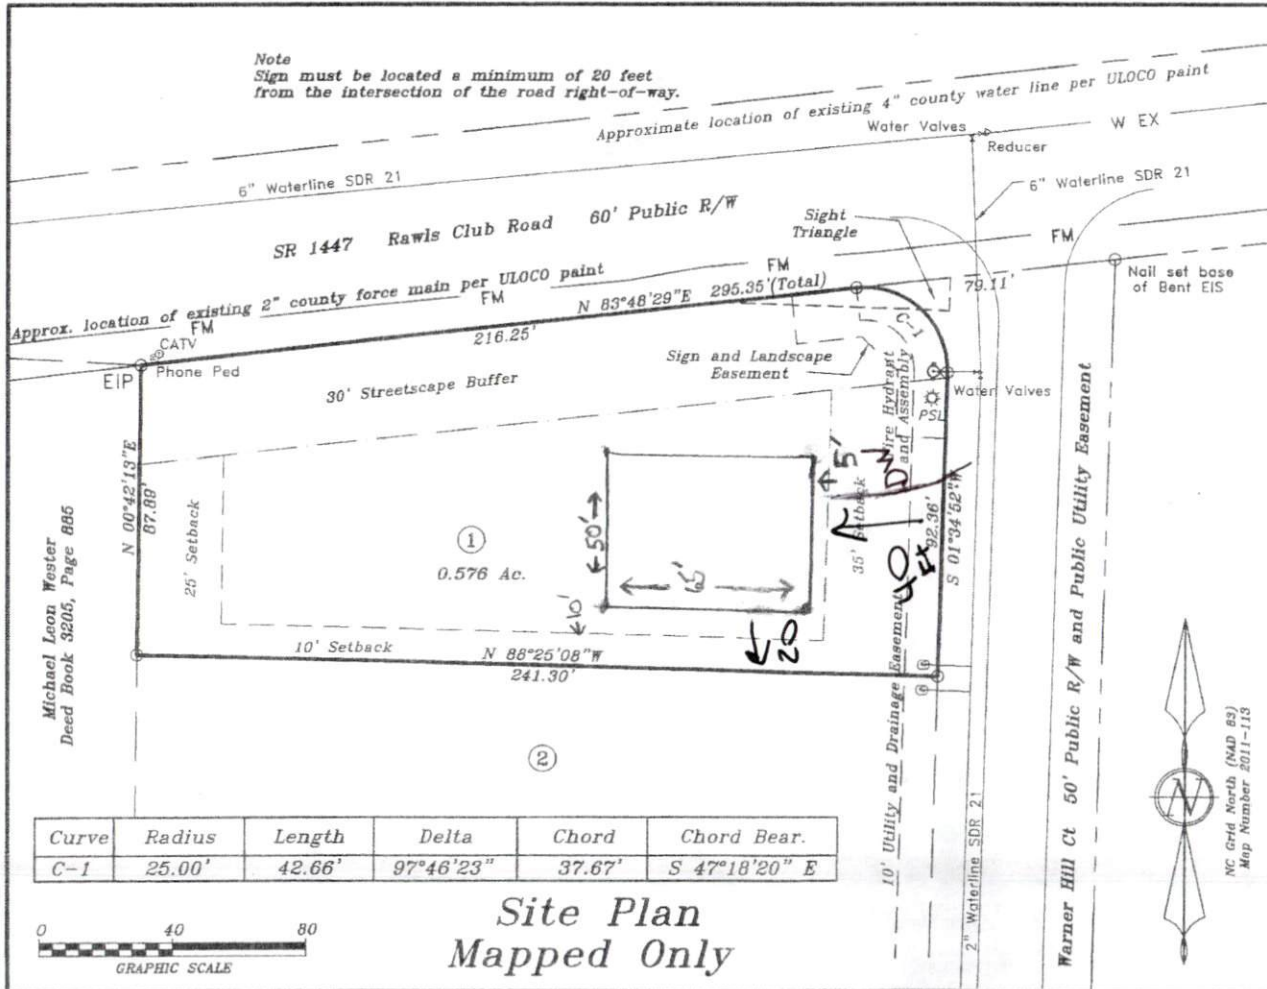 Note
Sign must be located a minimum of 20 feet
from the intersection of the road right-of-way.
Approximate location of existing 4" county water line per ULOCO paint
Water Valves
W EX
Reducer
6" Waterline SDR 21
6" Waterline SDR 21
SR 1447 Rawls Club Road 60' Public R/W
Sight
Triangle
FM
FM
79.11'
Nail set base
of Bent EIS
Approx. location of existing 2" county force main per ULOCO paint
FM
FM
N 83°48'29"E 295.35'(Total)
216.25'
C-1
CATV
Phone Ped
EIP
Sign and Landscape
Easement
30' Streetscape Buffer
Fire Hydrant
and Assembly
Water Valves
PSL
N 00°42'13"E
87.89'
25' Setback
Michael Leon Wester
Deed Book 3205, Page 885
1
0.576 Ac.
50'
65'
10'
5'
35' Setback
40
20
92.36'
S 01°34'52"W
10' Setback
N 88°25'08"W
241.30'
2
10' Utility and Drainage Easement
2" Waterline SDR 21
Warner Hill Ct 50' Public R/W and Public Utility Easement
Curve Radius Length Delta Chord Chord Bear.
C-1 25.00' 42.66' 97°46'23" 37.67' S 47°18'20" E
Site Plan
Mapped Only
0 40 80
GRAPHIC SCALE
N
NC Grid North (NAD 83)
Map Number 2011-113